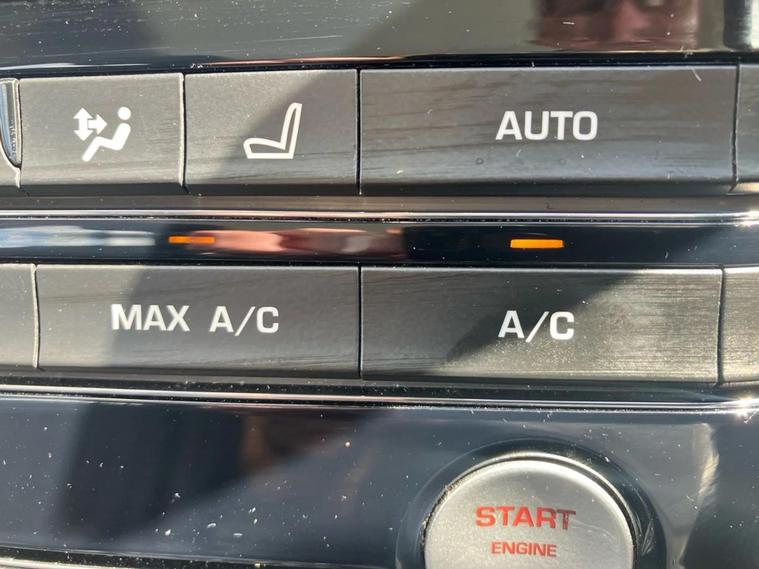 AUTO
MAX A/C
A/C
START
ENGINE